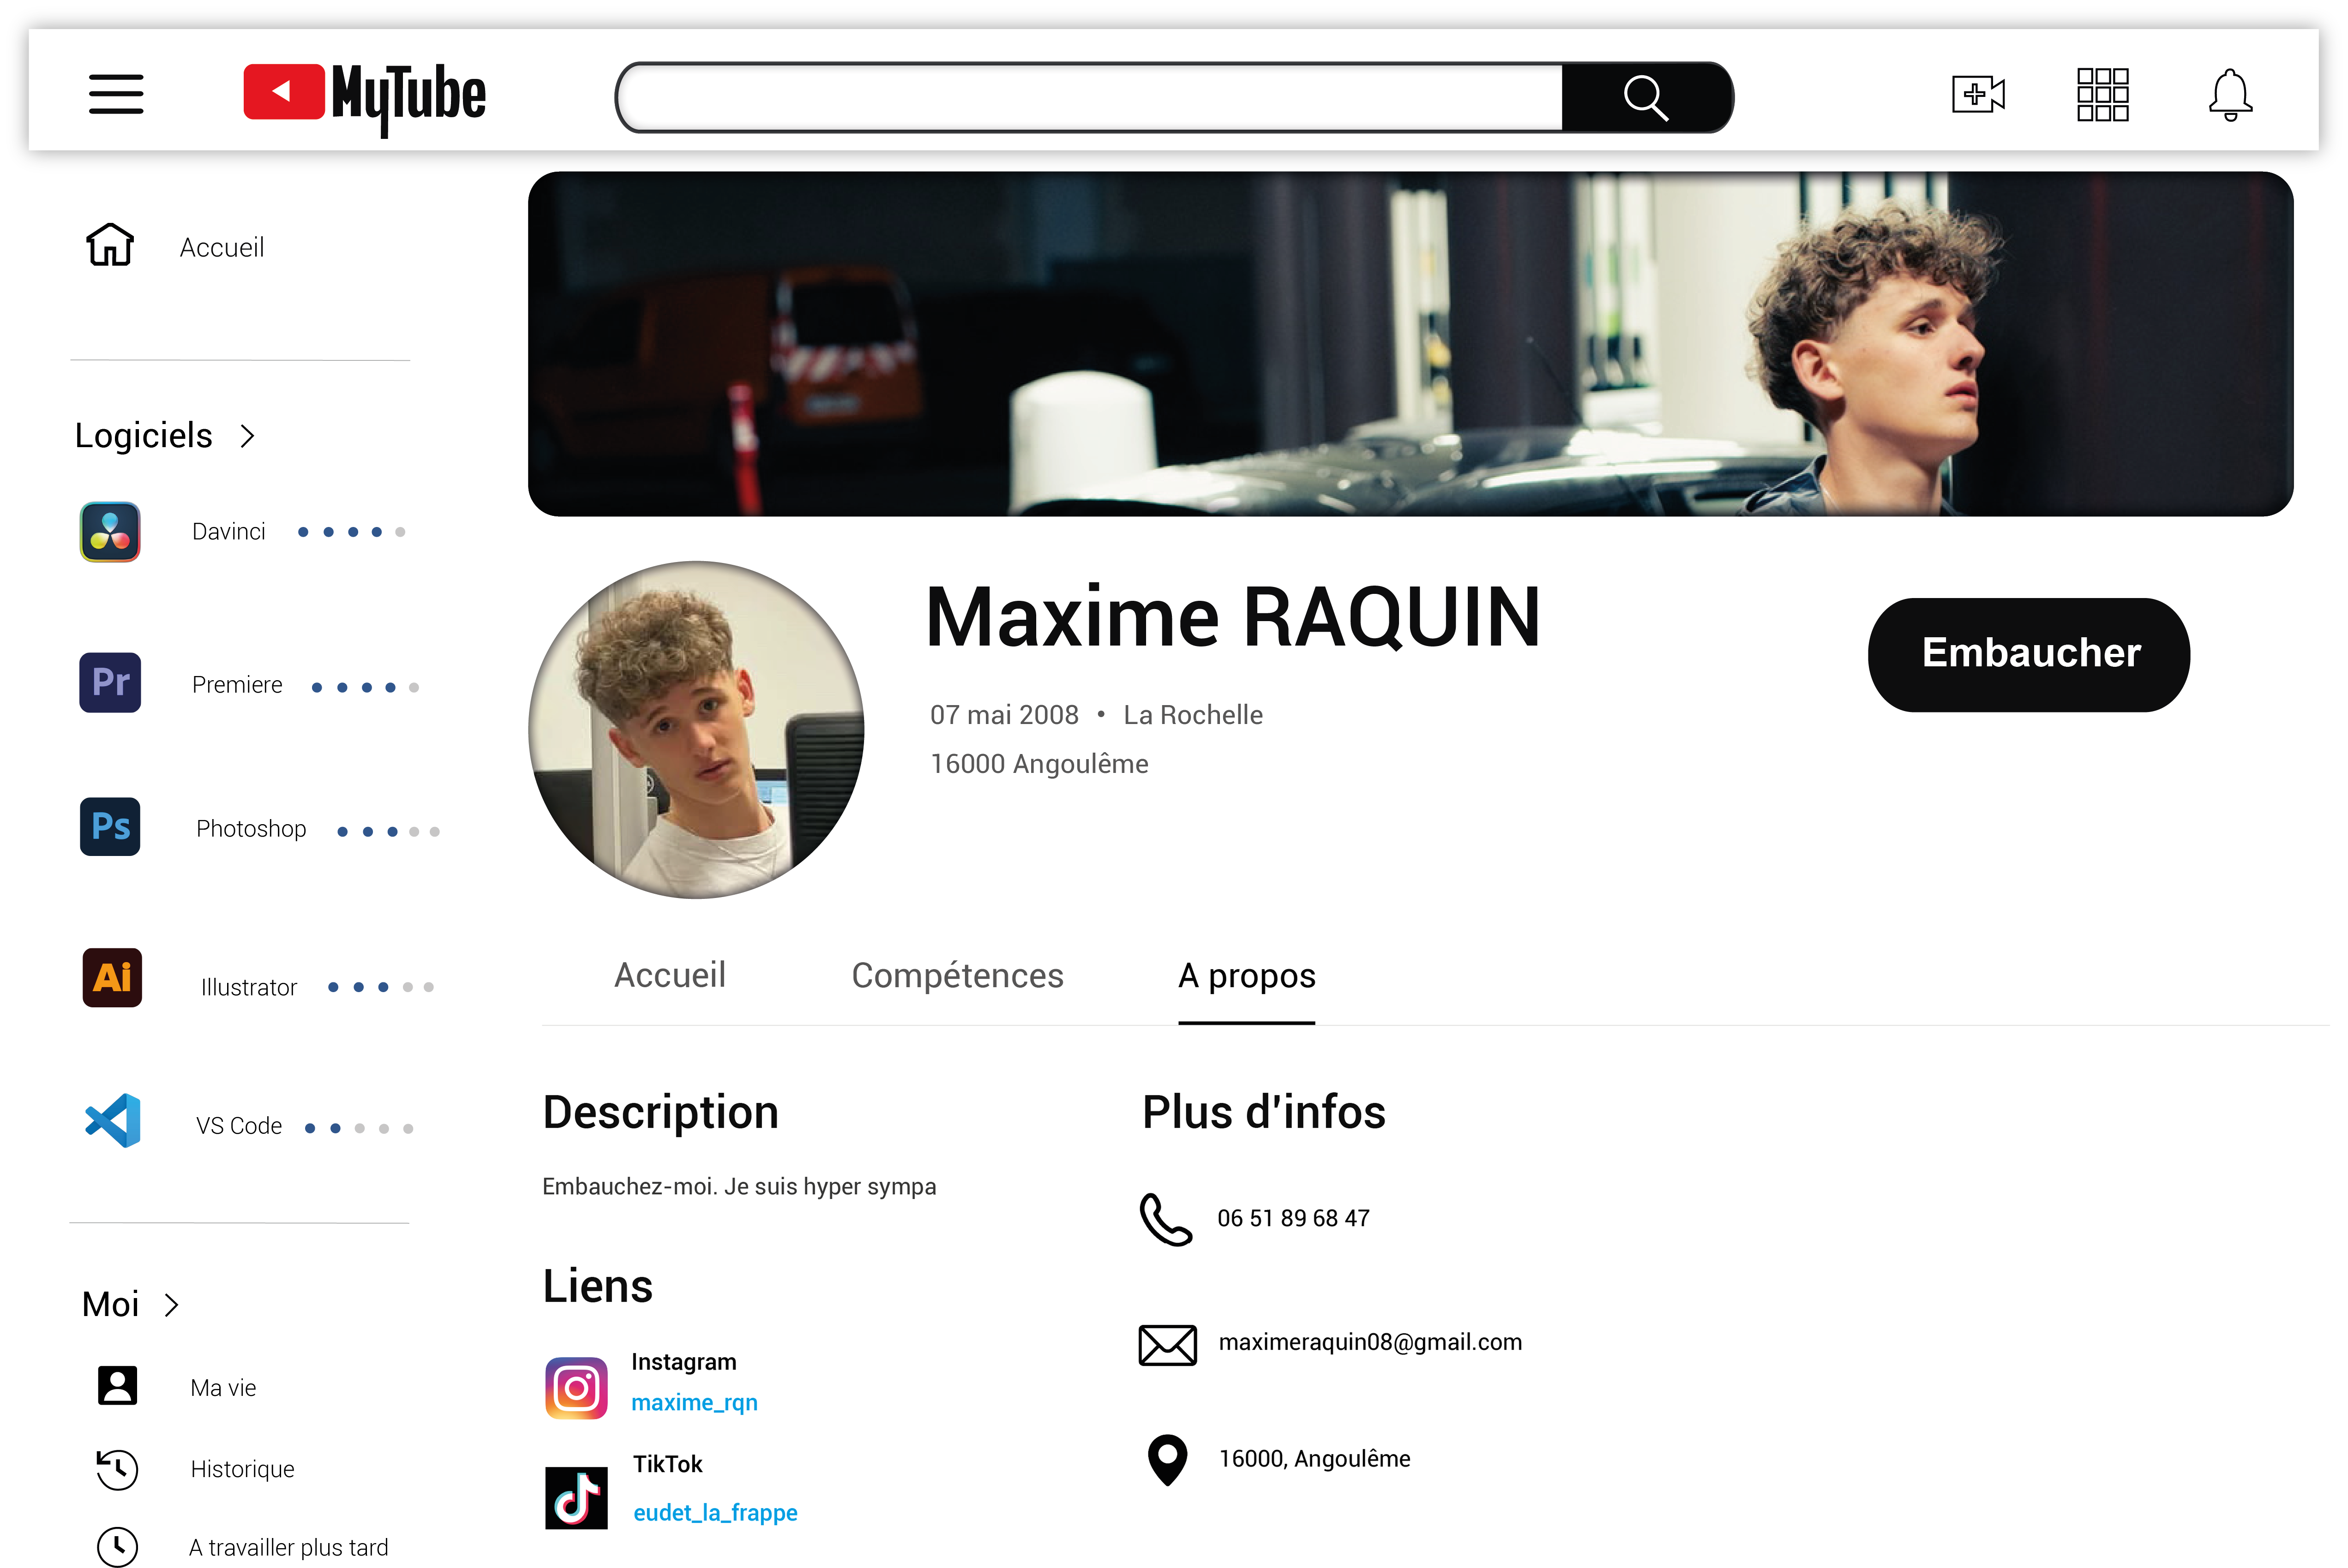 MyTube
Accueil
Logiciels
Davinci
Pr
Premiere
Ps
Photoshop
Ai
Illustrator
VS Code
Moi
Ma vie
Historique
A travailler plus tard
Maxime RAQUIN
Embaucher
07 mai 2008 • La Rochelle
16000 Angoulême
Accueil Compétences A propos
Description
Embauchez-moi. Je suis hyper sympa
Liens
Instagram
maxime_rqn
TikTok
eudet_la_frappe
Plus d'infos
06 51 89 68 47
maximeraquin08@gmail.com
16000, Angoulême